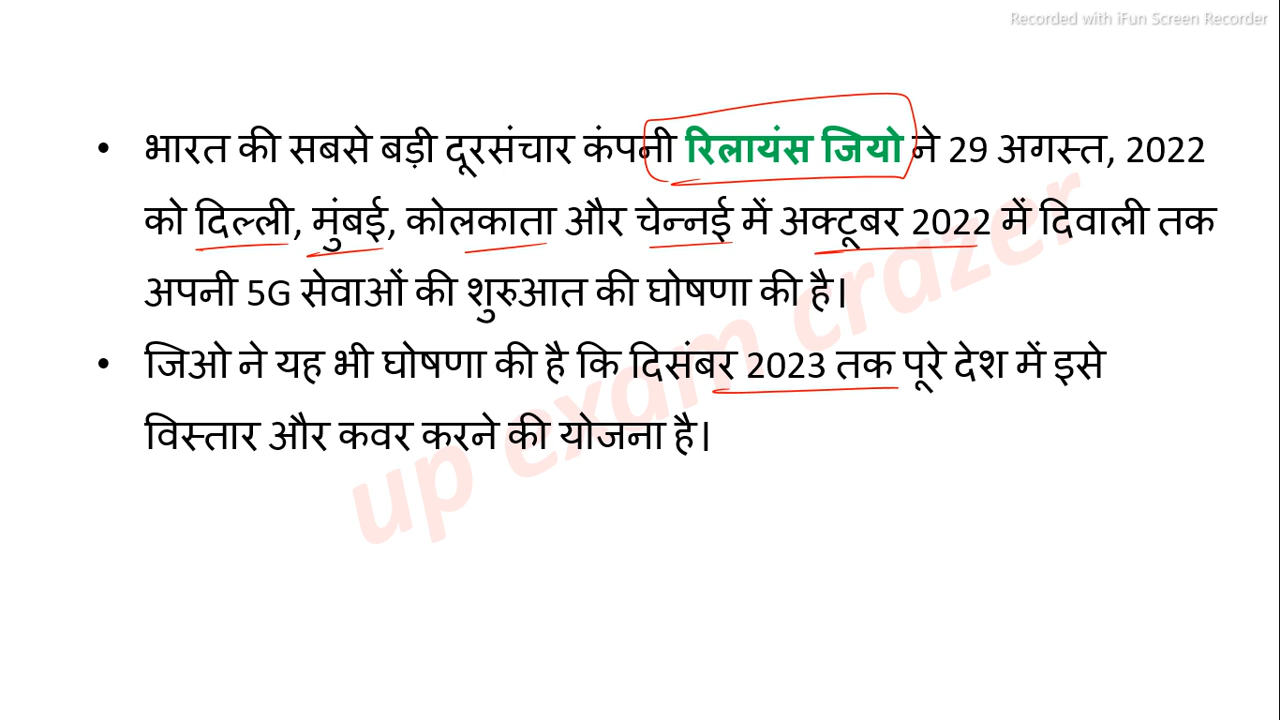 Recorded with iFun Screen Recorder
• भारत की सबसे बड़ी दूरसंचार कंपनी रिलायंस जियो ने 29 अगस्त, 2022
को दिल्ली, मुंबई, कोलकाता और चेन्नई में अक्टूबर 2022 में दिवाली तक
अपनी 5G सेवाओं की शुरुआत की घोषणा की है।
• जिओ ने यह भी घोषणा की है कि दिसंबर 2023 तक पूरे देश में इसे
विस्तार और कवर करने की योजना है।
up exam crazer